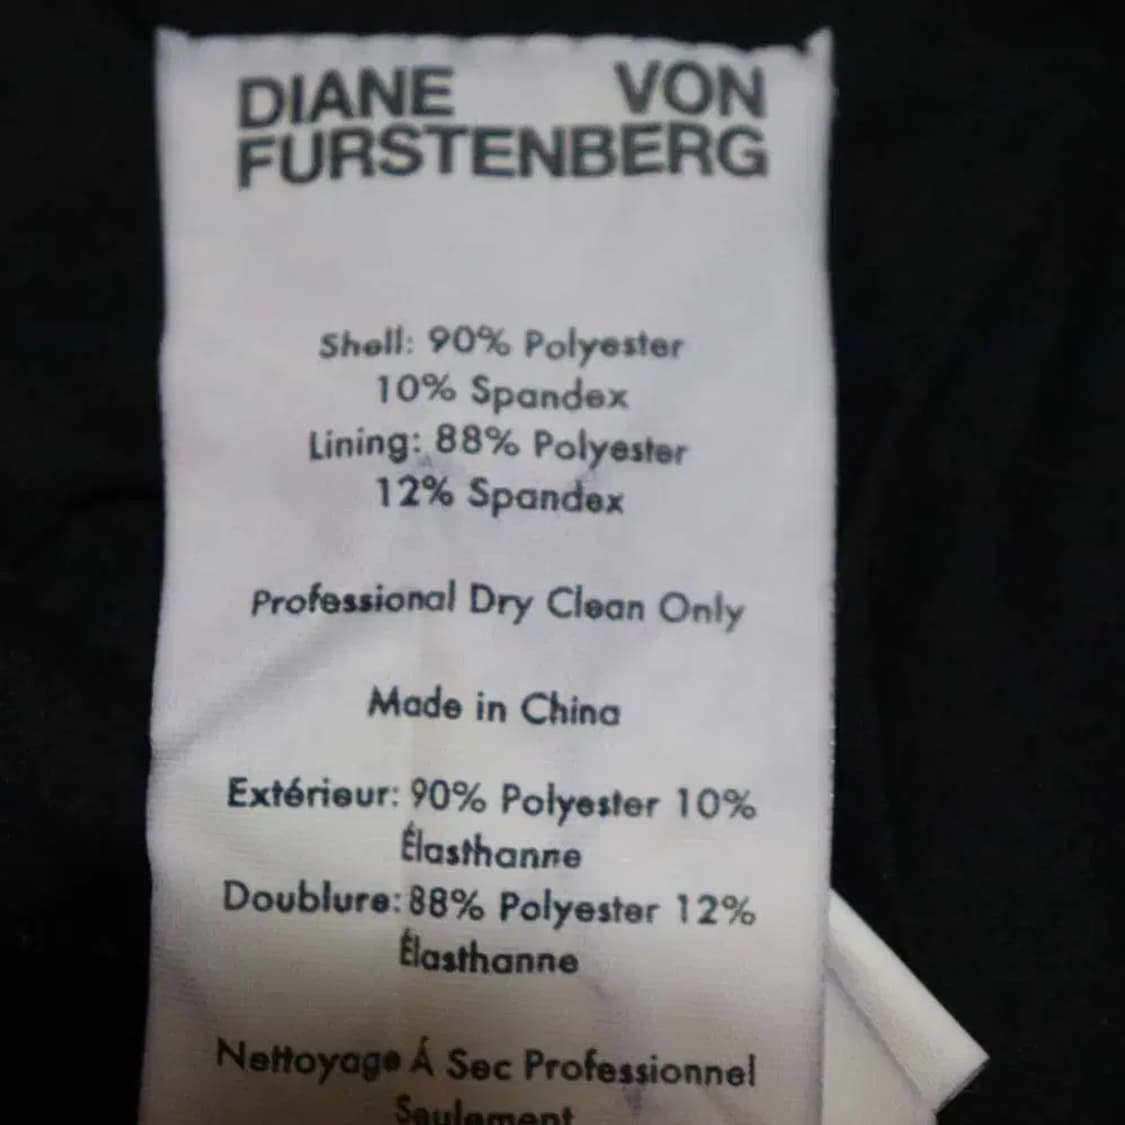 DIANE VON
FURSTENBERG
Shell: 90% Polyester
10% Spandex
Lining: 88% Polyester
12% Spandex
Professional Dry Clean Only
Made in China
Extérieur: 90% Polyester 10%
Élasthanne
Doublure: 88% Polyester 12%
Élasthanne
Nettoyage Á Sec Professionnel
Seulement